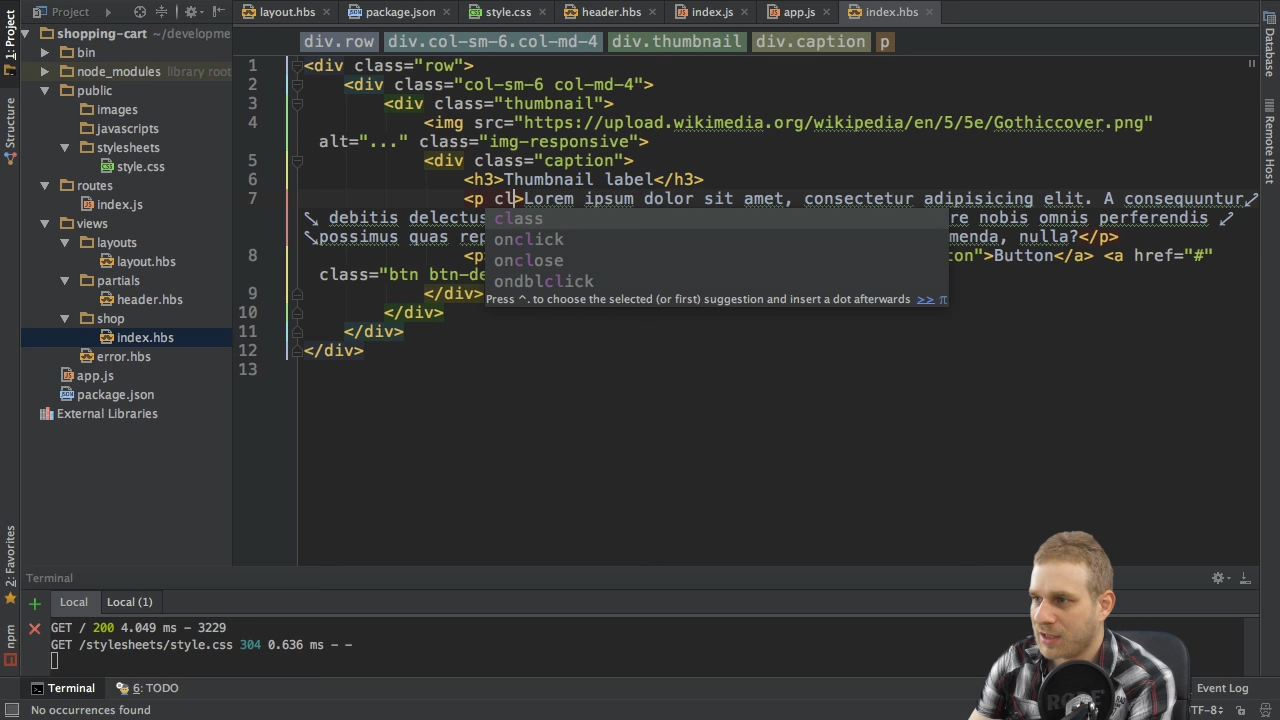 1: Project
Project
layout.hbs
package.json
style.css
header.hbs
index.js
app.js
index.hbs
shopping-cart ~/developme
bin
node_modules library root
public
images
javascripts
stylesheets
style.css
routes
index.js
views
layouts
layout.hbs
partials
header.hbs
shop
index.hbs
error.hbs
app.js
package.json
External Libraries
Structure
2: Favorites
npm
div.row div.col-sm-6.col-md-4 div.thumbnail div.caption p
1 <div class="row">
2 <div class="col-sm-6 col-md-4">
3 <div class="thumbnail">
4 <img src="https://upload.wikimedia.org/wikipedia/en/5/5e/Gothiccover.png"
alt="..." class="img-responsive">
5 <div class="caption">
6 <h3>Thumbnail label</h3>
7 <p cl>Lorem ipsum dolor sit amet, consectetur adipisicing elit. A consequuntur
debitis delectus re nobis omnis perferendis
possimus quas rep menda, nulla?</p>
8 <p ton">Button</a> <a href="#"
class="btn btn-de
9 </div>
10 </div>
11 </div>
12 </div>
13
class
onclick
onclose
ondblclick
Press ^. to choose the selected (or first) suggestion and insert a dot afterwards >> π
Database
Remote Host
Terminal
Local Local (1)
GET / 200 4.049 ms - 3229
GET /stylesheets/style.css 304 0.636 ms - -
Terminal 6: TODO
Event Log
No occurrences found
UTF-8
RODE